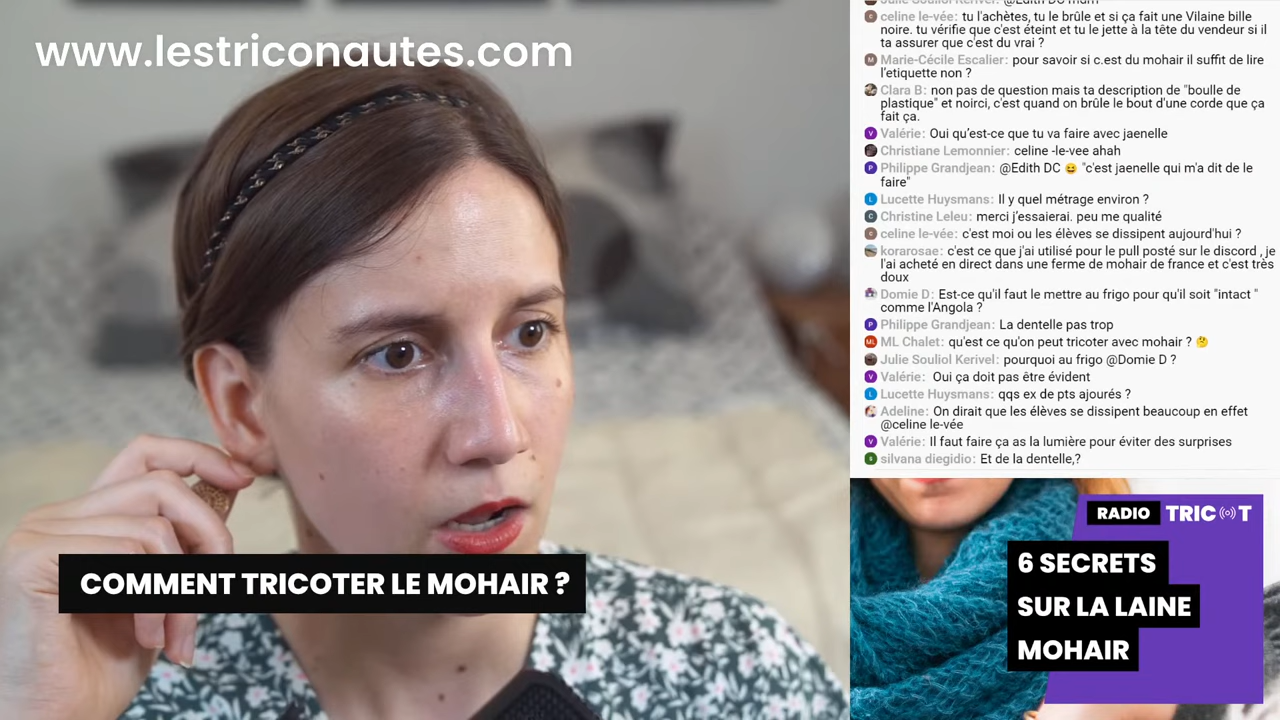 www.lestriconautes.com
COMMENT TRICOTER LE MOHAIR ?
Julie Souliol Kerivel: @Edith DC mdrrr
celine le-vée: tu l'achètes, tu le brûle et si ça fait une Vilaine bille
noire. tu vérifie que c'est éteint et tu le jette à la tête du vendeur si il
ta assurer que c'est du vrai ?
Marie-Cécile Escalier: pour savoir si c.est du mohair il suffit de lire
l'etiquette non ?
Clara B: non pas de question mais ta description de "boulle de
plastique" et noirci, c'est quand on brûle le bout d'une corde que ça
fait ça.
Valérie: Oui qu'est-ce que tu va faire avec jaenelle
Christiane Lemonnier: celine -le-vee ahah
Philippe Grandjean: @Edith DC 😆 "c'est jaenelle qui m'a dit de le
faire"
Lucette Huysmans: Il y quel métrage environ ?
Christine Leleu: merci j'essaierai. peu me qualité
celine le-vée: c'est moi ou les élèves se dissipent aujourd'hui ?
korarosae: c'est ce que j'ai utilisé pour le pull posté sur le discord , je
l'ai acheté en direct dans une ferme de mohair de france et c'est très
doux
Domie D: Est-ce qu'il faut le mettre au frigo pour qu'il soit "intact "
comme l'Angola ?
Philippe Grandjean: La dentelle pas trop
ML Chalet: qu'est ce qu'on peut tricoter avec mohair ? 🤔
Julie Souliol Kerivel: pourquoi au frigo @Domie D ?
Valérie: Oui ça doit pas être évident
Lucette Huysmans: qqs ex de pts ajourés ?
Adeline: On dirait que les élèves se dissipent beaucoup en effet
@celine le-vée
Valérie: Il faut faire ça as la lumière pour éviter des surprises
silvana diegidio: Et de la dentelle,?
RADIO TRICOT
6 SECRETS
SUR LA LAINE
MOHAIR